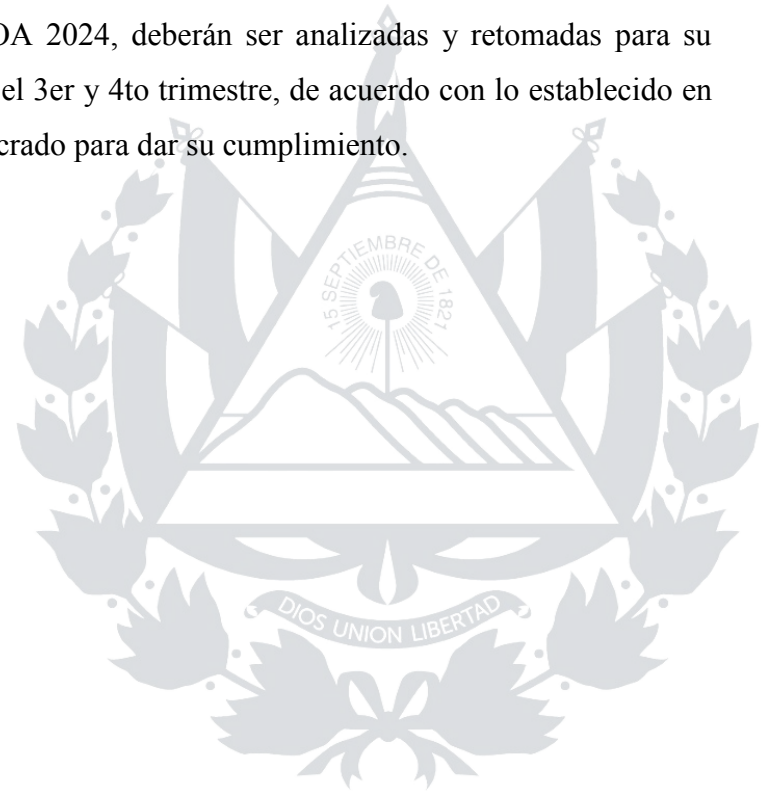 OA 2024, deberán ser analizadas y retomadas para su
el 3er y 4to trimestre, de acuerdo con lo establecido en
crado para dar su cumplimiento.
15 SEPTIEMBRE DE 1821
DIOS UNION LIBERTAD